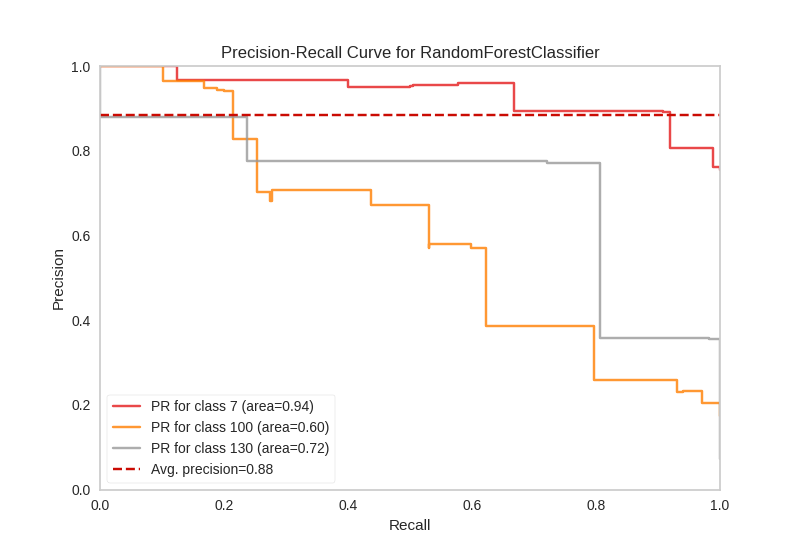 Precision-Recall Curve for RandomForestClassifier
1.0
0.8
0.6
0.4
0.2
0.0
Precision
PR for class 7 (area=0.94)
PR for class 100 (area=0.60)
PR for class 130 (area=0.72)
Avg. precision=0.88
0.0 0.2 0.4 0.6 0.8 1.0
Recall